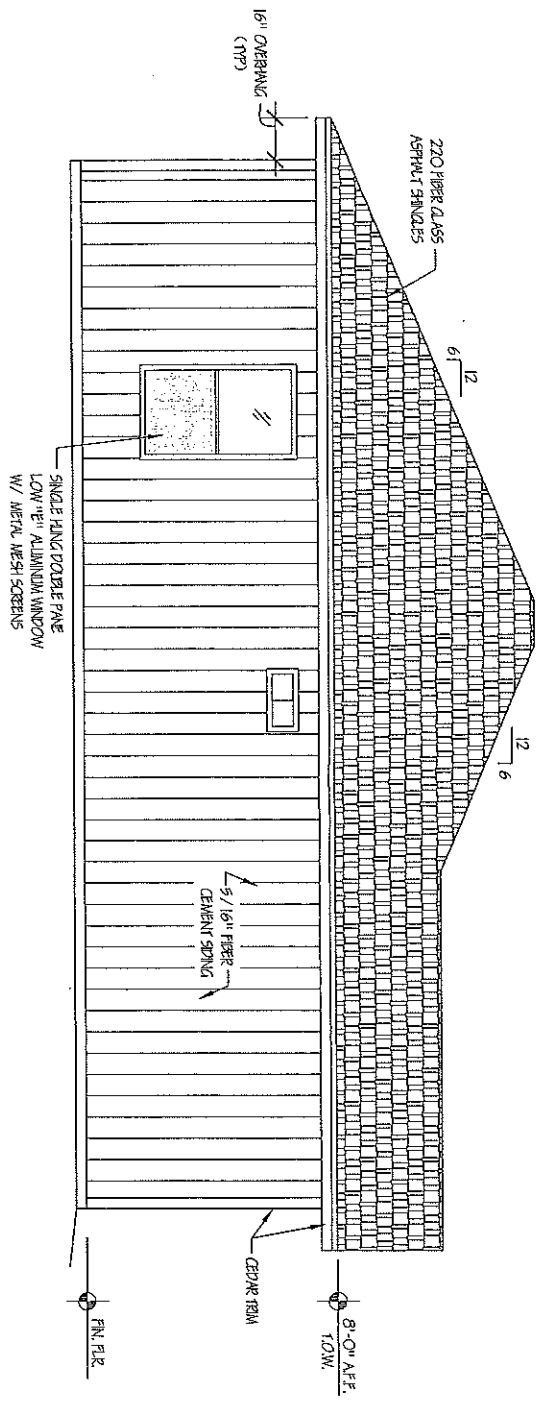 16" OVERHANG
(TYP)
220 FIBER GLASS
ASPHALT SHINGLES
12
6
12
6
SINGLE HUNG DOUBLE PANE
LOW "E" ALUMINUM WINDOW
W/ METAL MESH SCREENS
5/16" FIBER
CEMENT SIDING
CEDAR TRIM
8'-0" A.F.F.
T.O.W.
FIN. FLR.